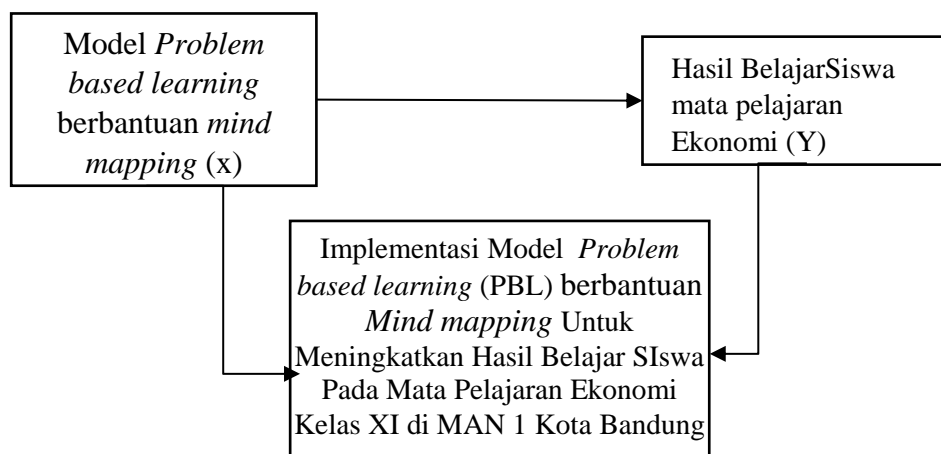 Model Problem
based learning
berbantuan mind
mapping (x)
Hasil BelajarSiswa
mata pelajaran
Ekonomi (Y)
Implementasi Model Problem
based learning (PBL) berbantuan
Mind mapping Untuk
Meningkatkan Hasil Belajar SIswa
Pada Mata Pelajaran Ekonomi
Kelas XI di MAN 1 Kota Bandung